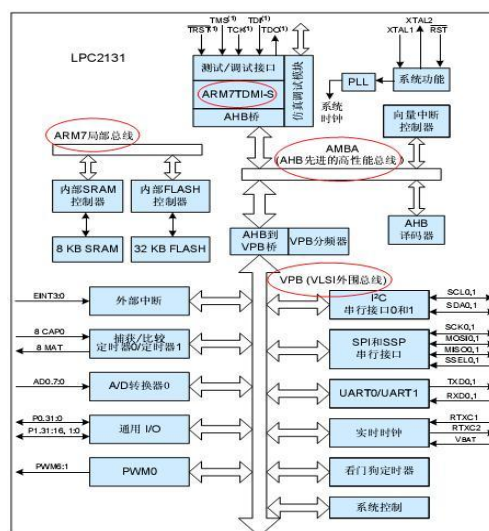 LPC2131
TRST(1)
TMS(1)
TCK(1)
TDI(1)
TDO(1)
测试/调试接口
ARM7TDMI-S
AHB桥
仿真调试模块
XTAL2
XTAL1
RST
PLL
系统功能
系统
时钟
向量中断
控制器
ARM7局部总线
AMBA
(AHB先进的高性能总线)
内部SRAM
控制器
内部FLASH
控制器
8 KB SRAM
32 KB FLASH
AHB到
VPB桥
VPB分频器
AHB
译码器
VPB (VLSI外围总线)
EINT3:0
外部中断
I²C
串行接口0和1
SCL0,1
SDA0,1
8 CAP0
8 MAT
捕获/比较
定时器0/定时器1
SPI和SSP
串行接口
SCK0,1
MOSI0,1
MISO0,1
SSEL0,1
AD0.7:0
A/D转换器0
UART0/UART1
TXD0,1
RXD0,1
P0.31:0
P1.31:16, 1:0
通用 I/O
实时时钟
RTXC1
RTXC2
VBAT
PWM6:1
PWM0
看门狗定时器
系统控制